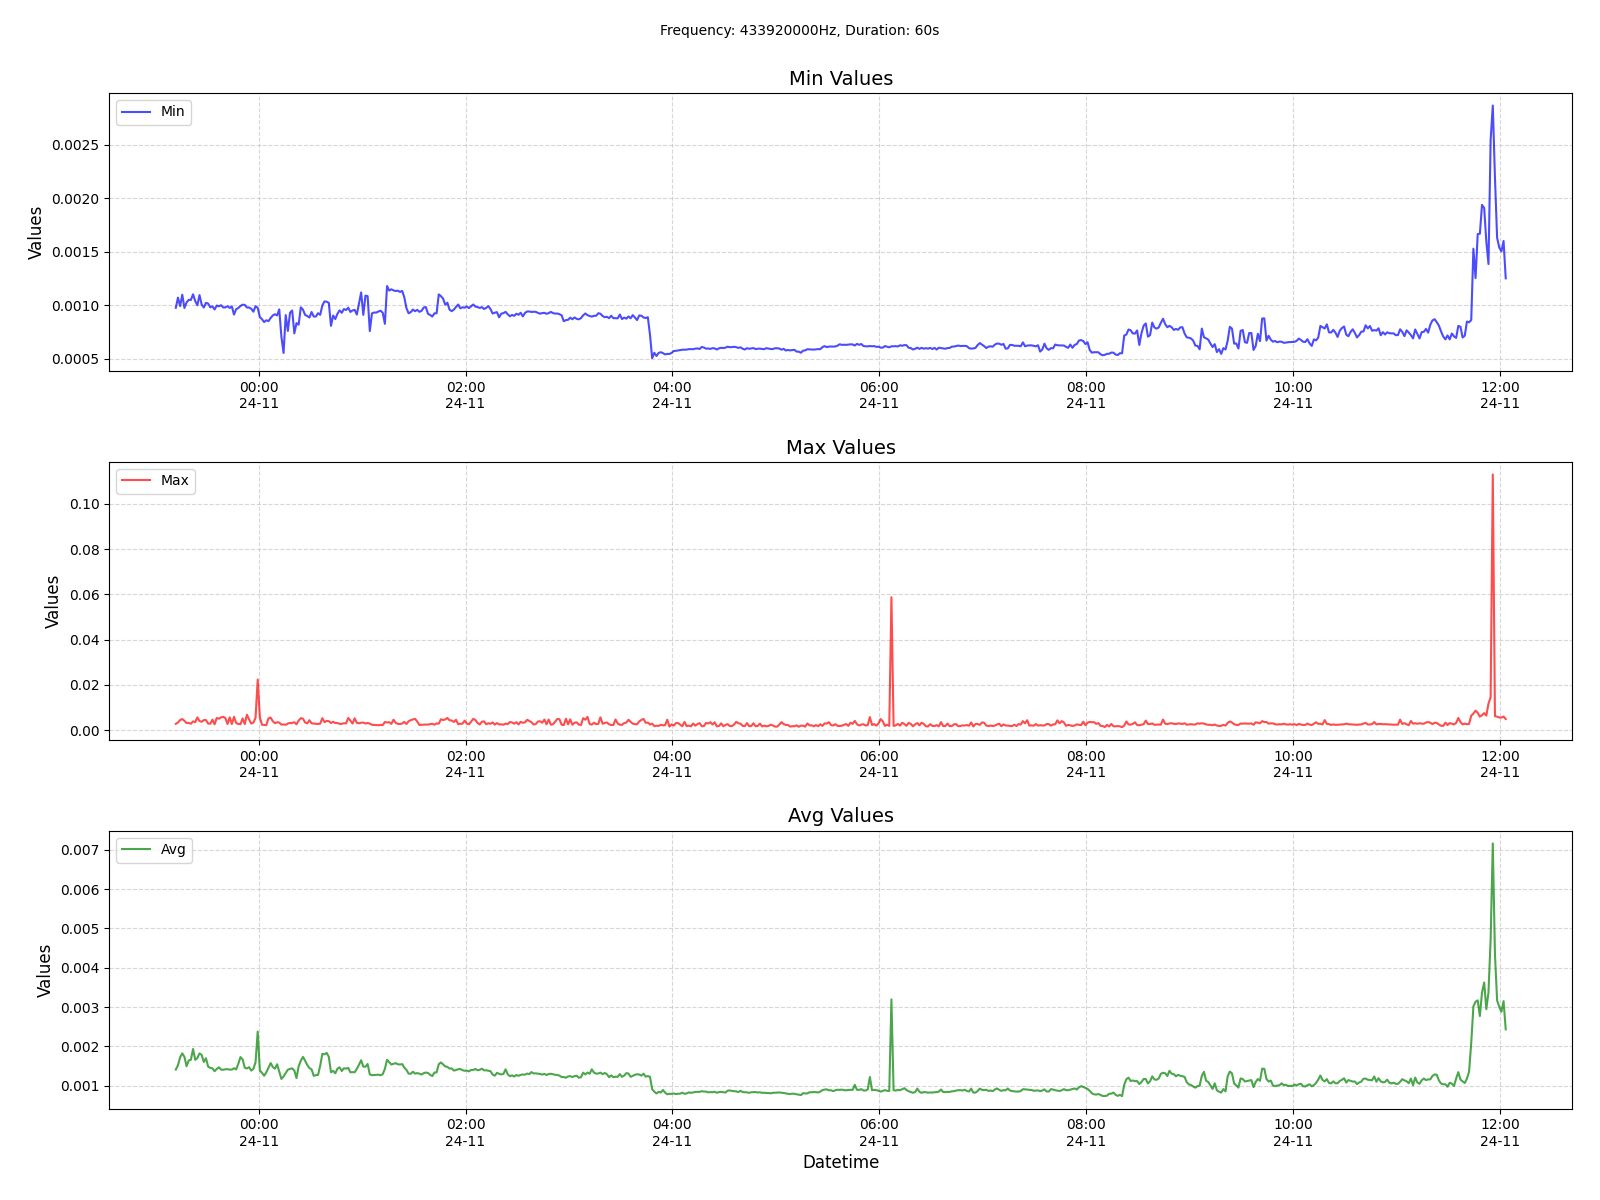 Frequency: 433920000Hz, Duration: 60s
Min Values
Min
Values
0.0025
0.0020
0.0015
0.0010
0.0005
00:00 02:00 04:00 06:00 08:00 10:00 12:00
24-11 24-11 24-11 24-11 24-11 24-11 24-11
Max Values
Max
Values
0.10
0.08
0.06
0.04
0.02
0.00
00:00 02:00 04:00 06:00 08:00 10:00 12:00
24-11 24-11 24-11 24-11 24-11 24-11 24-11
Avg Values
Avg
Values
0.007
0.006
0.005
0.004
0.003
0.002
0.001
00:00 02:00 04:00 06:00 08:00 10:00 12:00
24-11 24-11 24-11 24-11 24-11 24-11 24-11
Datetime